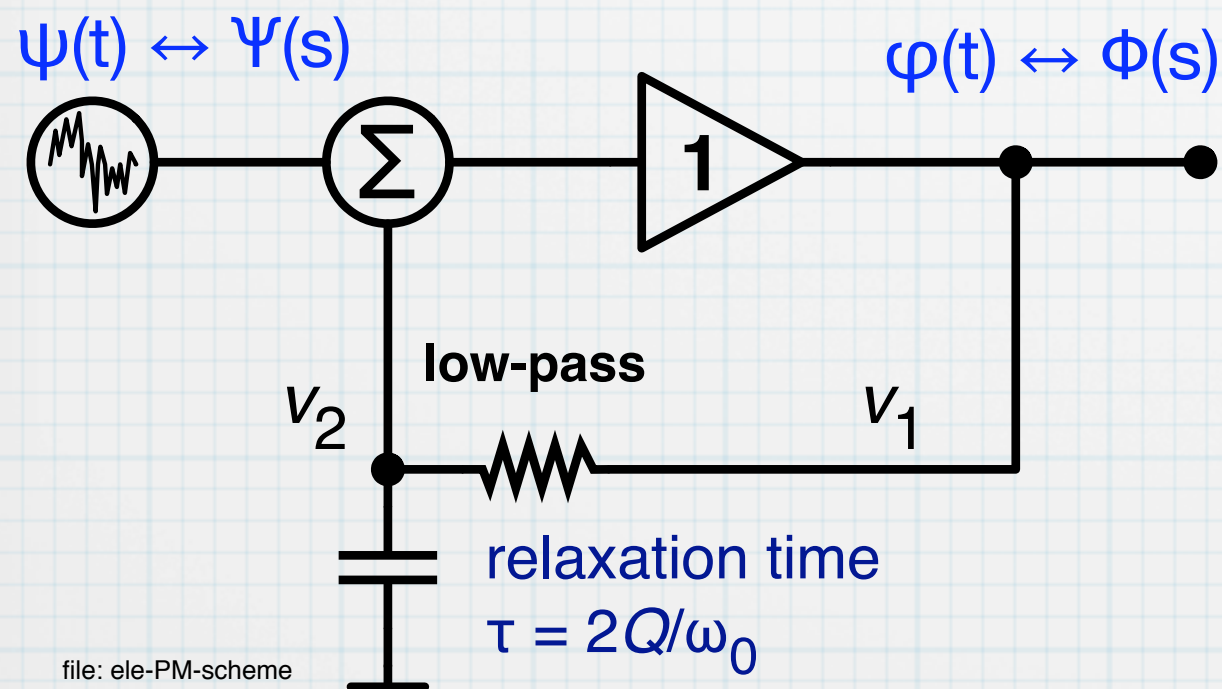 ψ(t) ↔ Ψ(s)
φ(t) ↔ Φ(s)
Σ
1
low-pass
v₂
v₁
relaxation time
τ = 2Q/ω₀
file: ele-PM-scheme